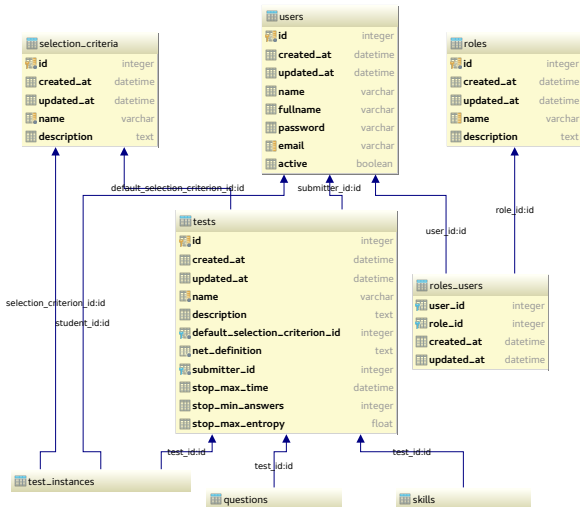 users
id integer
created_at datetime
updated_at datetime
name varchar
fullname varchar
password varchar
email varchar
active boolean
selection_criteria
id integer
created_at datetime
updated_at datetime
name varchar
description text
roles
id integer
created_at datetime
updated_at datetime
name varchar
description text
default_selection_criterion_id:id
submitter_id:id
role_id:id
user_id:id
tests
id integer
created_at datetime
updated_at datetime
name varchar
description text
default_selection_criterion_id integer
net_definition text
submitter_id integer
stop_max_time datetime
stop_min_answers integer
stop_max_entropy float
roles_users
user_id integer
role_id integer
created_at datetime
updated_at datetime
selection_criterion_id:id
student_id:id
test_id:id
test_id:id
test_id:id
test_instances
questions
skills